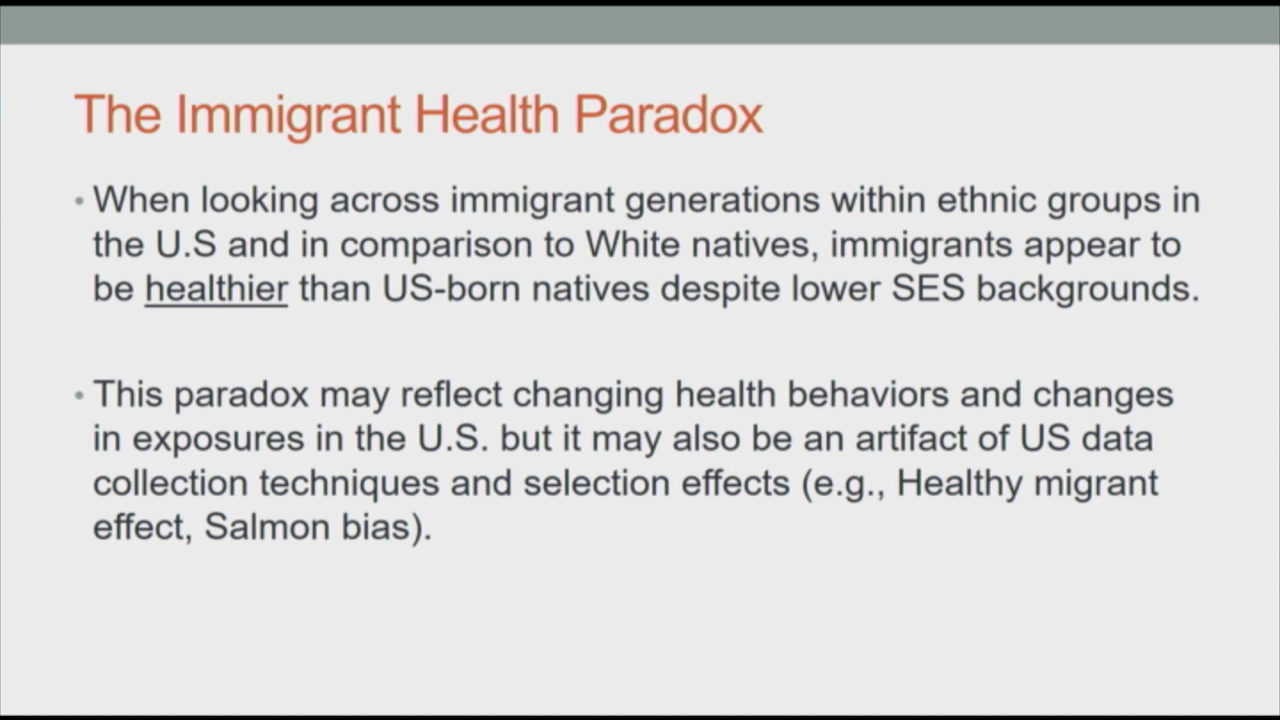 The Immigrant Health Paradox
• When looking across immigrant generations within ethnic groups in
the U.S and in comparison to White natives, immigrants appear to
be healthier than US-born natives despite lower SES backgrounds.
• This paradox may reflect changing health behaviors and changes
in exposures in the U.S. but it may also be an artifact of US data
collection techniques and selection effects (e.g., Healthy migrant
effect, Salmon bias).